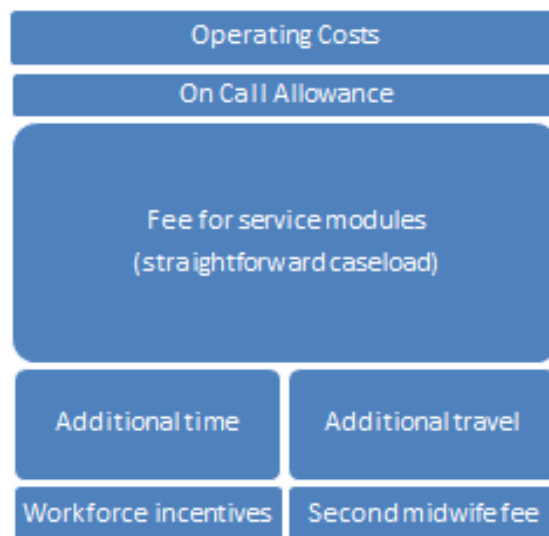 Operating Costs
On Call Allowance
Fee for service modules
(straightforward caseload)
Additional time
Additional travel
Workforce incentives
Second midwife fee